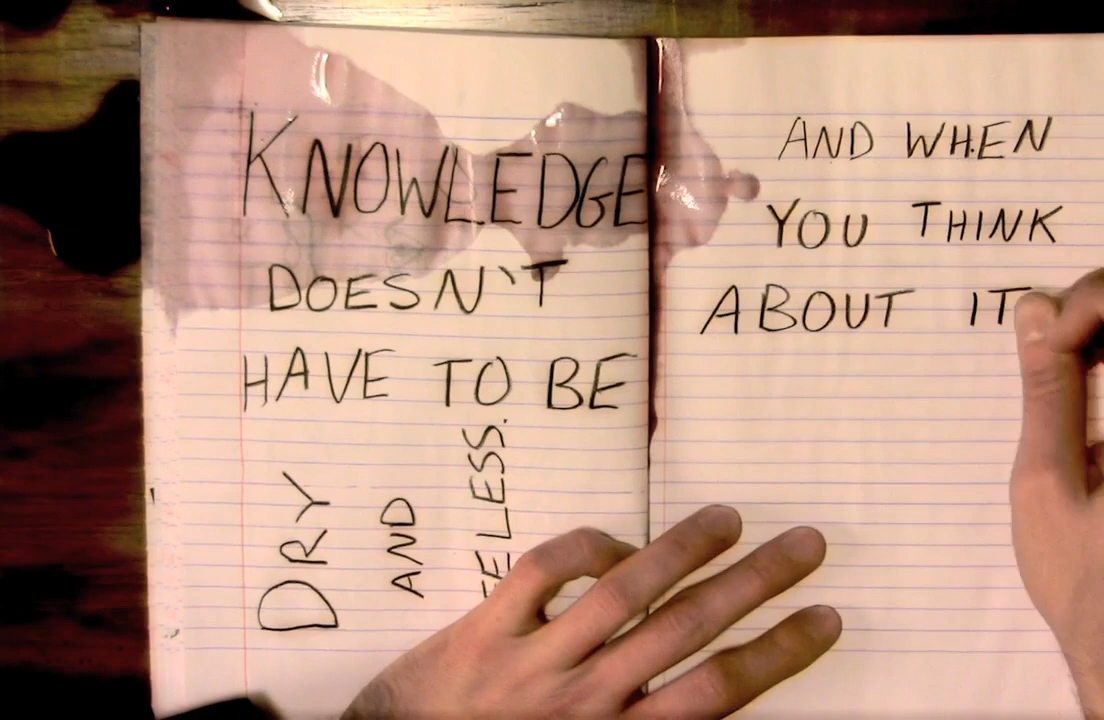 KNOWLEDGE
DOESN'T
HAVE TO BE
DRY
AND
AND WHEN
YOU THINK
ABOUT IT